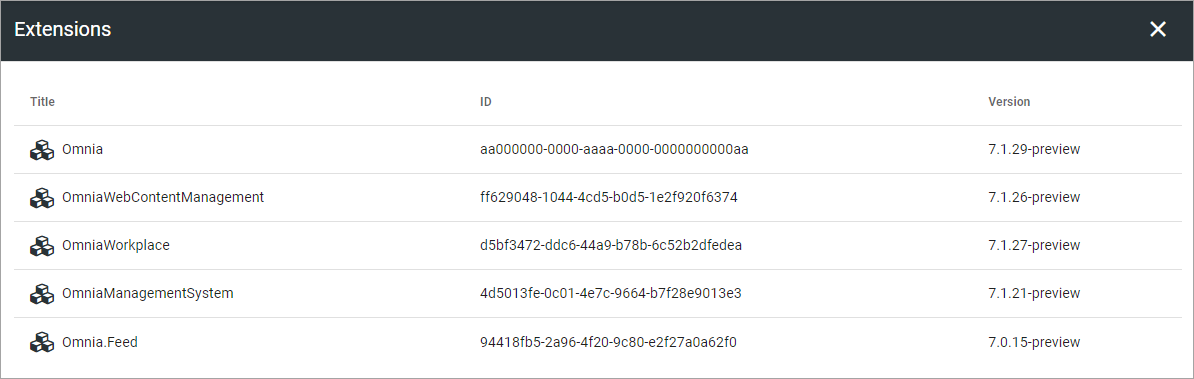 Extensions
Title ID Version
Omnia aa000000-0000-aaaa-0000-0000000000aa 7.1.29-preview
OmniaWebContentManagement ff629048-1044-4cd5-b0d5-1e2f920f6374 7.1.26-preview
OmniaWorkplace d5bf3472-ddc6-44a9-b78b-6c52b2dfedea 7.1.27-preview
OmniaManagementSystem 4d5013fe-0c01-4e7c-9664-b7f28e9013e3 7.1.21-preview
Omnia.Feed 94418fb5-2a96-4f20-9c80-e2f27a0a62f0 7.0.15-preview